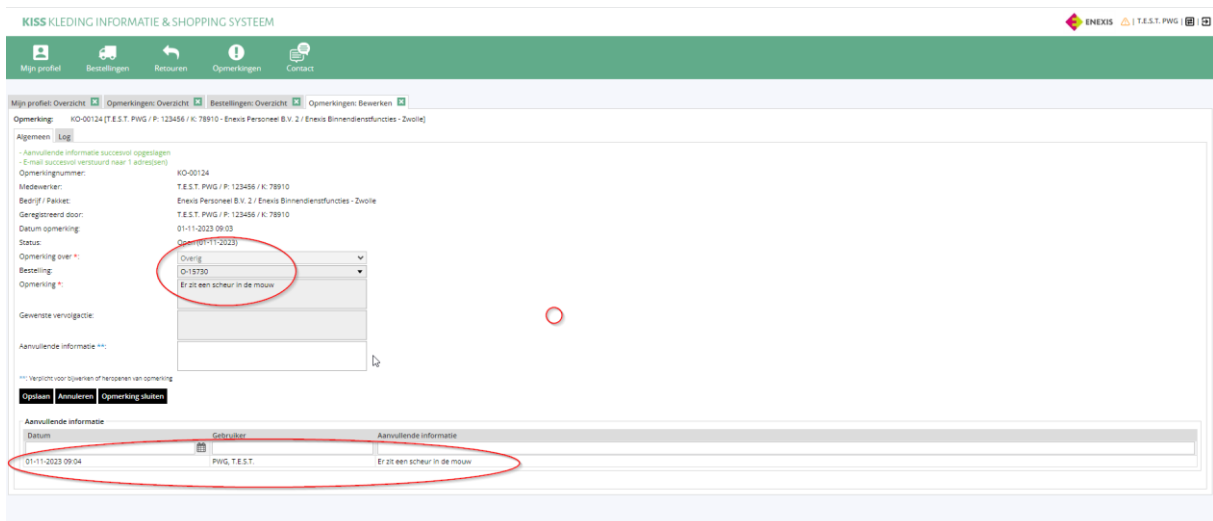 KISS KLEDING INFORMATIE & SHOPPING SYSTEEM
ENEXIS | T.E.S.T. PWG | |
Mijn profiel Bestellingen Retouren Opmerkingen Contact
Mijn profiel: Overzicht Opmerkingen: Overzicht Bestellingen: Overzicht Opmerkingen: Bewerken
Opmerking: KO-00124 [T.E.S.T. PWG / P: 123456 / K: 78910 - Enexis Personeel B.V. 2 / Enexis Binnendienstfuncties - Zwolle]
Algemeen Log
- Aanvullende informatie succesvol opgeslagen
- E-mail succesvol verstuurd naar 1 adres(sen)
Opmerkingnummer: KO-00124
Medewerker: T.E.S.T. PWG / P: 123456 / K: 78910
Bedrijf / Pakket: Enexis Personeel B.V. 2 / Enexis Binnendienstfuncties - Zwolle
Geregistreerd door: T.E.S.T. PWG / P: 123456 / K: 78910
Datum opmerking: 01-11-2023 09:03
Status: Open (01-11-2023)
Opmerking over *: Overig
Bestelling: O-15730
Opmerking *: Er zit een scheur in de mouw
Gewenste vervolgactie:
Aanvullende informatie **:
**: Verplicht voor bijwerken of heropenen van opmerking
Opslaan Annuleren Opmerking sluiten
Aanvullende informatie
Datum Gebruiker Aanvullende informatie
01-11-2023 09:04 PWG, T.E.S.T. Er zit een scheur in de mouw